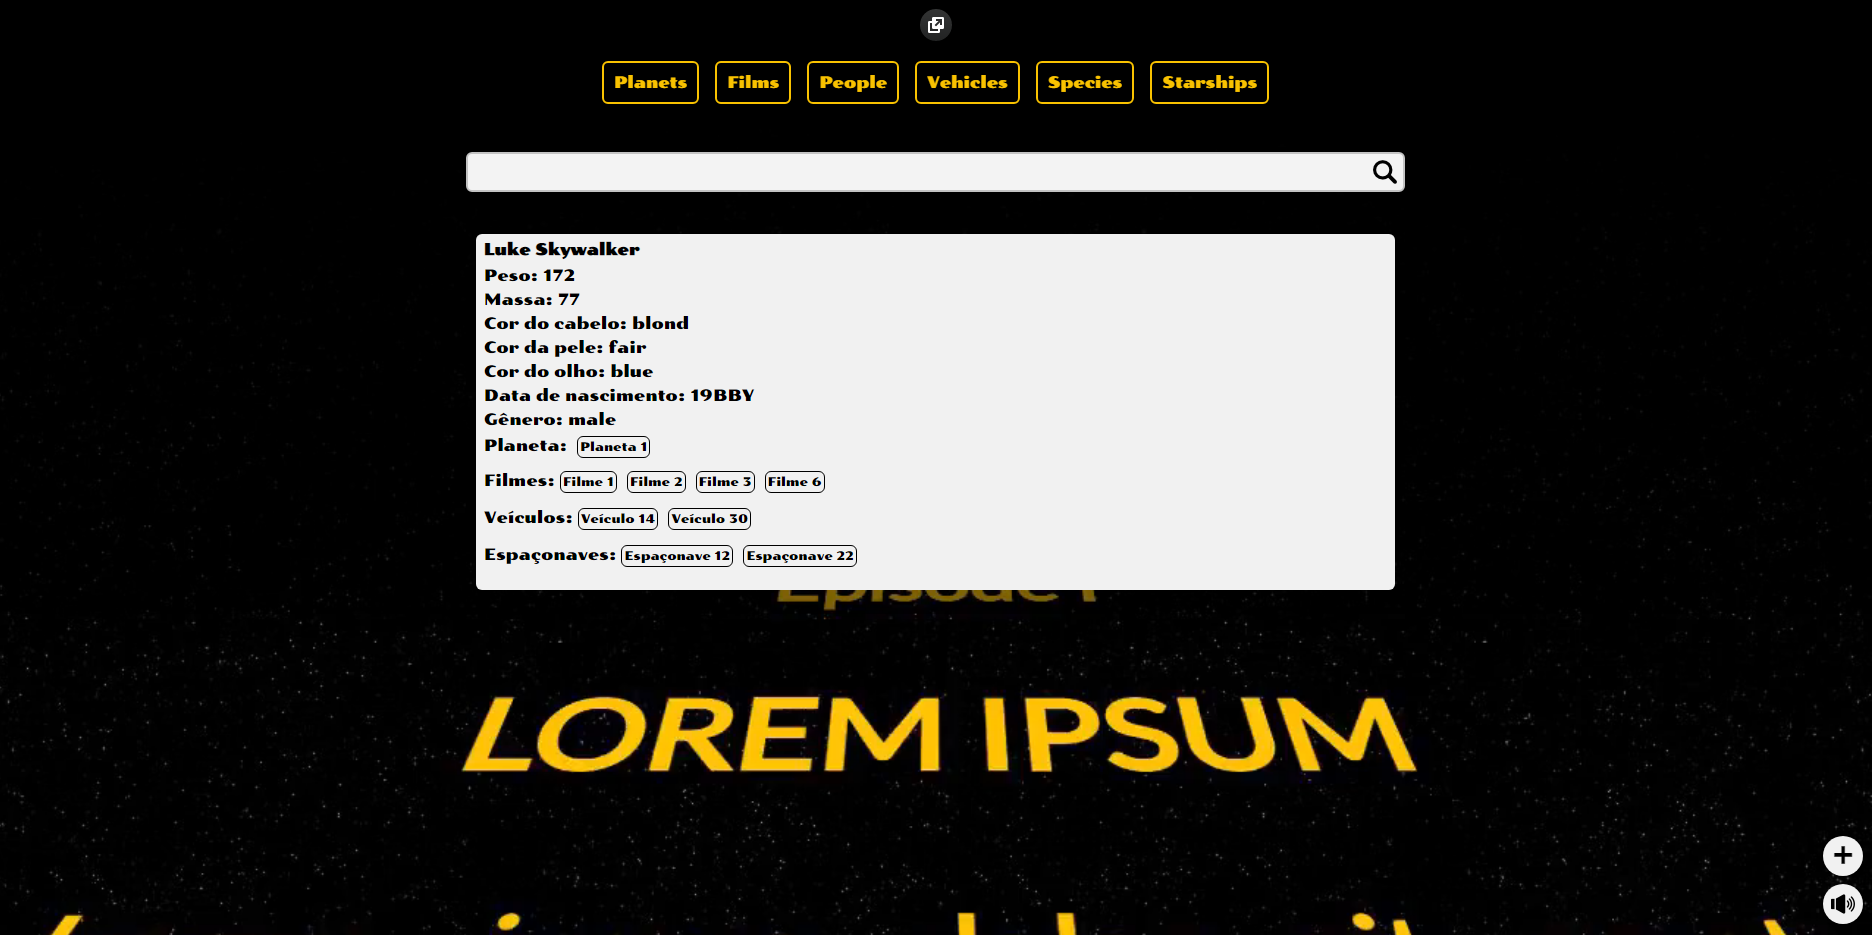 Planets Films People Vehicles Species Starships
Luke Skywalker
Peso: 172
Massa: 77
Cor do cabelo: blond
Cor da pele: fair
Cor do olho: blue
Data de nascimento: 19BBY
Gênero: male
Planeta: Planeta 1
Filmes: Filme 1 Filme 2 Filme 3 Filme 6
Veículos: Veículo 14 Veículo 30
Espaçonaves: Espaçonave 12 Espaçonave 22
Episode I
LOREM IPSUM